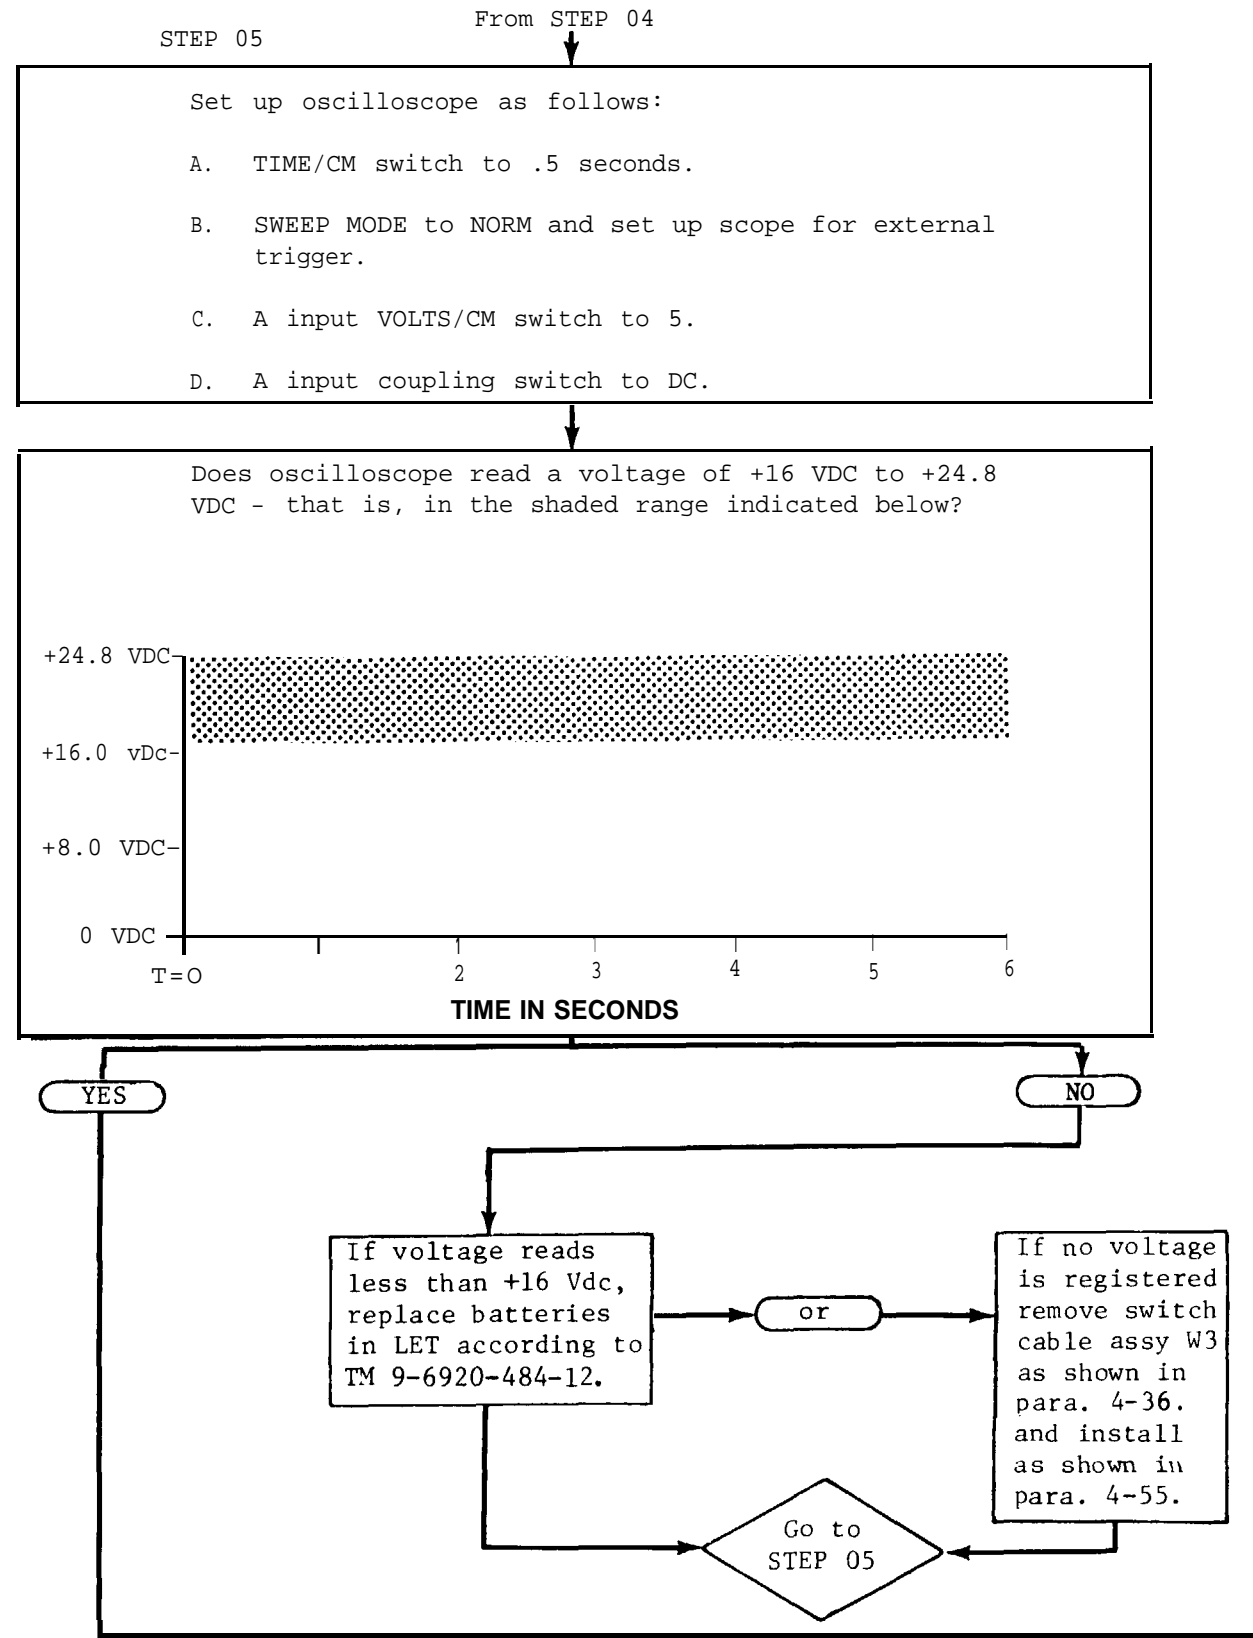 From STEP 04
STEP 05
Set up oscilloscope as follows:
A. TIME/CM switch to .5 seconds.
B. SWEEP MODE to NORM and set up scope for external
trigger.
C. A input VOLTS/CM switch to 5.
D. A input coupling switch to DC.
Does oscilloscope read a voltage of +16 VDC to +24.8
VDC - that is, in the shaded range indicated below?
+24.8 VDC
+16.0 vDc
+8.0 VDC
0 VDC
T=O 2 3 4 5 6
TIME IN SECONDS
YES
NO
If voltage reads
less than +16 Vdc,
replace batteries
in LET according to
TM 9-6920-484-12.
or
If no voltage
is registered
remove switch
cable assy W3
as shown in
para. 4-36.
and install
as shown in
para. 4-55.
Go to
STEP 05